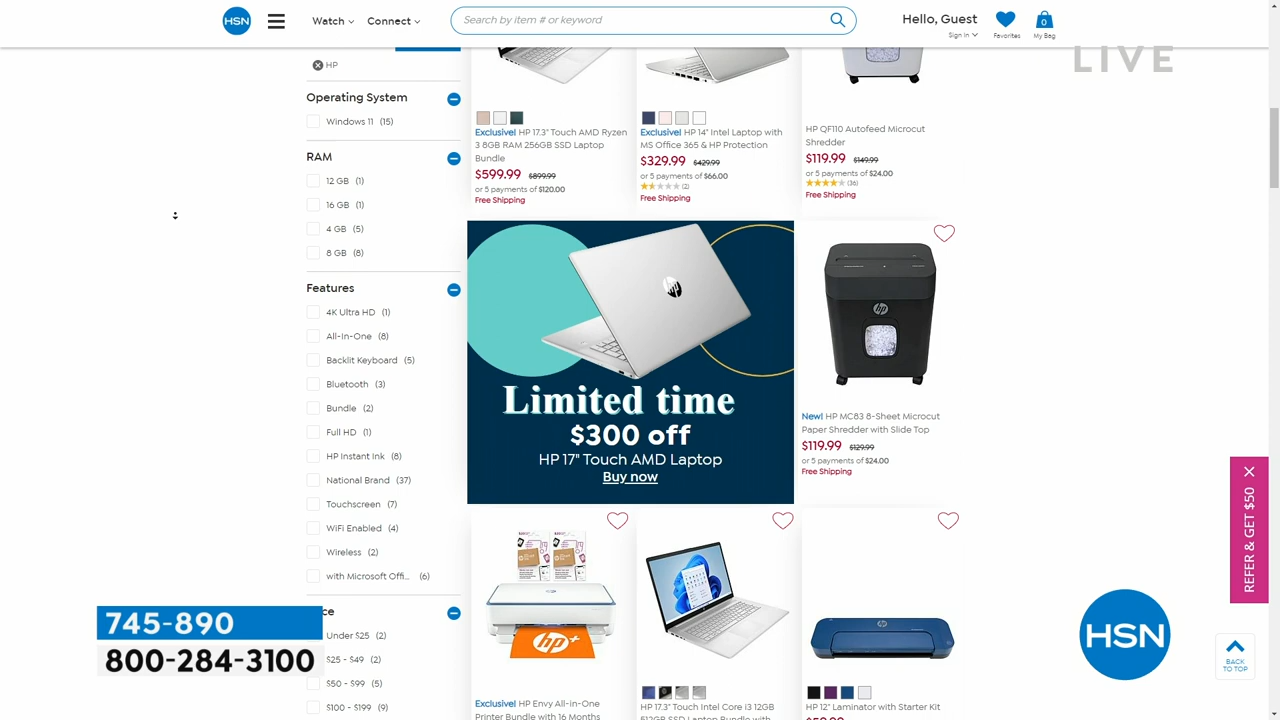 HSN
Watch
Connect
Search by item # or keyword
Hello, Guest
Sign In
Favorites
0
My Bag
LIVE
HP
Operating System
Windows 11 (15)
RAM
12 GB (1)
16 GB (1)
4 GB (5)
8 GB (8)
Features
4K Ultra HD (1)
All-In-One (8)
Backlit Keyboard (5)
Bluetooth (3)
Bundle (2)
Full HD (1)
HP Instant Ink (8)
National Brand (37)
Touchscreen (7)
WiFi Enabled (4)
Wireless (2)
with Microsoft Offi... (6)
ce
Under $25 (2)
$25 - $49 (2)
$50 - $99 (5)
$100 - $199 (9)
Exclusive! HP 17.3" Touch AMD Ryzen
3 8GB RAM 256GB SSD Laptop
Bundle
$599.99 $899.99
or 5 payments of $120.00
Free Shipping
Exclusive! HP 14" Intel Laptop with
MS Office 365 & HP Protection
$329.99 $429.99
or 5 payments of $66.00
(2)
Free Shipping
HP QF110 Autofeed Microcut
Shredder
$119.99 $149.99
or 5 payments of $24.00
(36)
Free Shipping
hp
Limited time
$300 off
HP 17" Touch AMD Laptop
Buy now
hp
New! HP MC83 8-Sheet Microcut
Paper Shredder with Slide Top
$119.99 $129.99
or 5 payments of $24.00
Free Shipping
hp+
Exclusive! HP Envy All-in-One
Printer Bundle with 16 Months
HP 17.3" Touch Intel Core i3 12GB
512GB SSD Laptop Bundle with
hp
HP 12" Laminator with Starter Kit
REFER & GET $50
745-890
800-284-3100
HSN
BACK
TO TOP